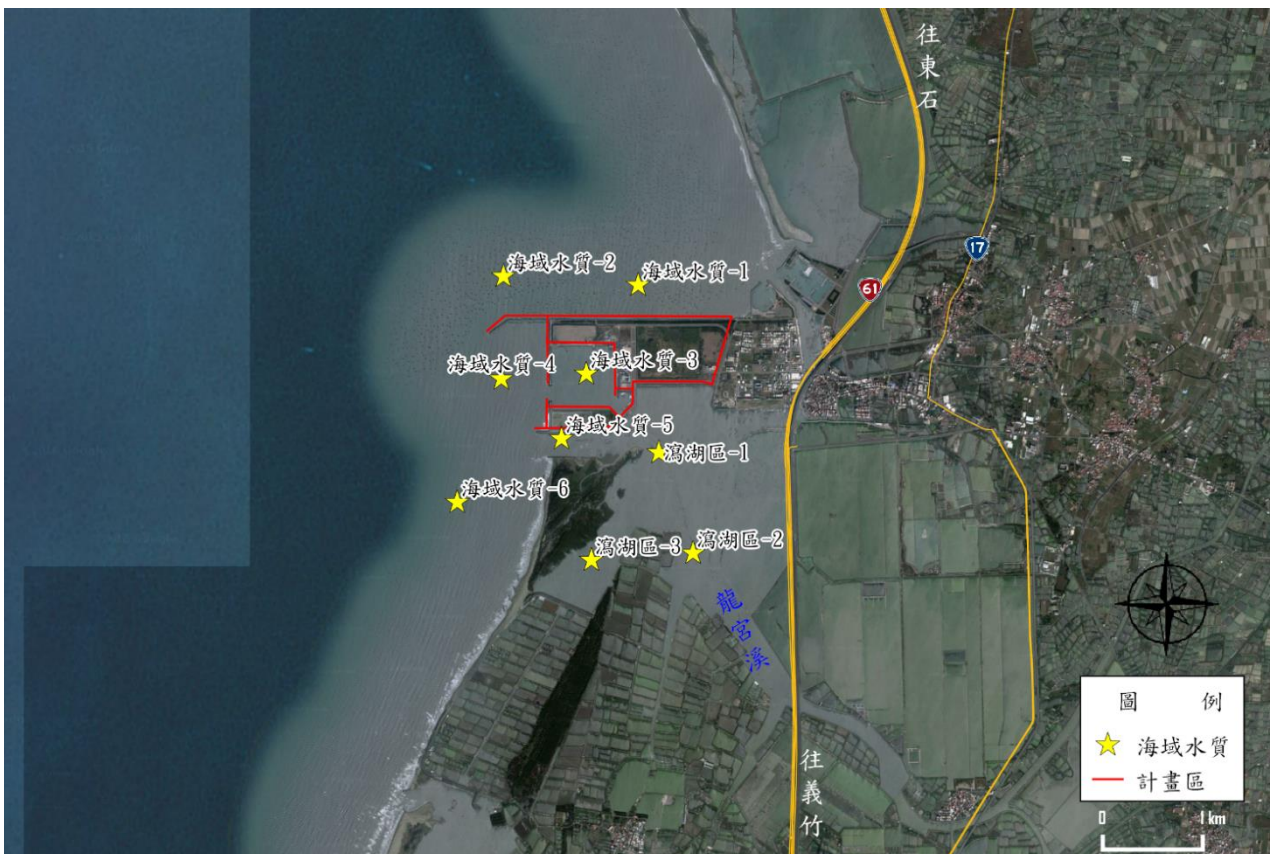 往東石
17
61
海域水質-2
海域水質-1
海域水質-4
海域水質-3
海域水質-5
瀉湖區-1
海域水質-6
瀉湖區-3
瀉湖區-2
龍宮溪
往義竹
圖 例
海域水質
計畫區
0 1 km